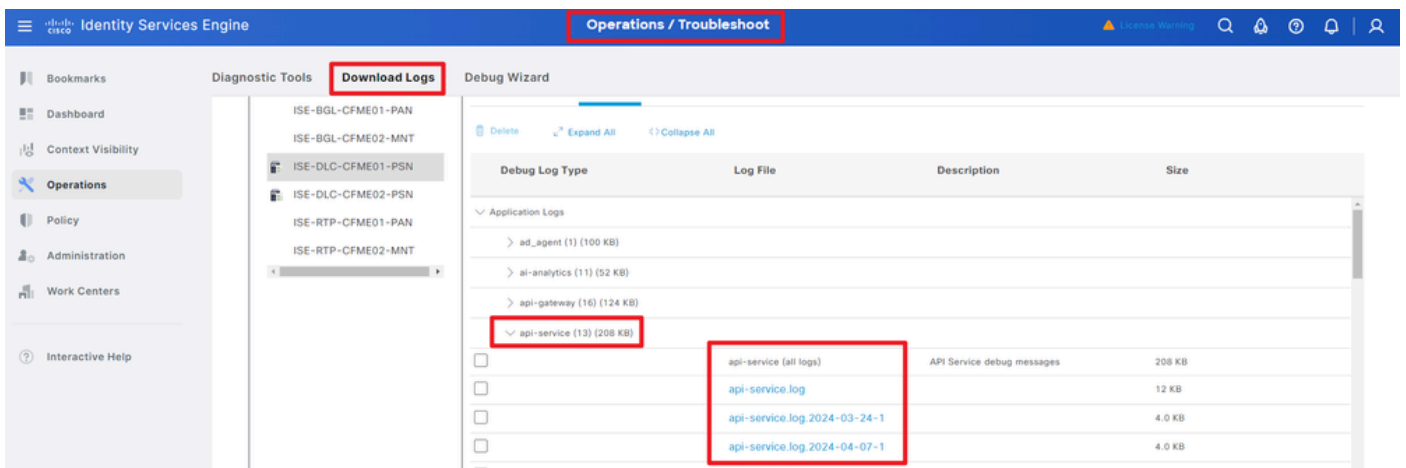 cisco Identity Services Engine
Operations / Troubleshoot
License Warning
Bookmarks
Dashboard
Context Visibility
Operations
Policy
Administration
Work Centers
Interactive Help
Diagnostic Tools
Download Logs
Debug Wizard
ISE-BGL-CFME01-PAN
ISE-BGL-CFME02-MNT
ISE-DLC-CFME01-PSN
ISE-DLC-CFME02-PSN
ISE-RTP-CFME01-PAN
ISE-RTP-CFME02-MNT
Delete
Expand All
Collapse All
Debug Log Type Log File Description Size
Application Logs
ad_agent (1) (100 KB)
ai-analytics (11) (52 KB)
api-gateway (16) (124 KB)
api-service (13) (208 KB)
api-service (all logs) API Service debug messages 208 KB
api-service.log 12 KB
api-service.log.2024-03-24-1 4.0 KB
api-service.log.2024-04-07-1 4.0 KB